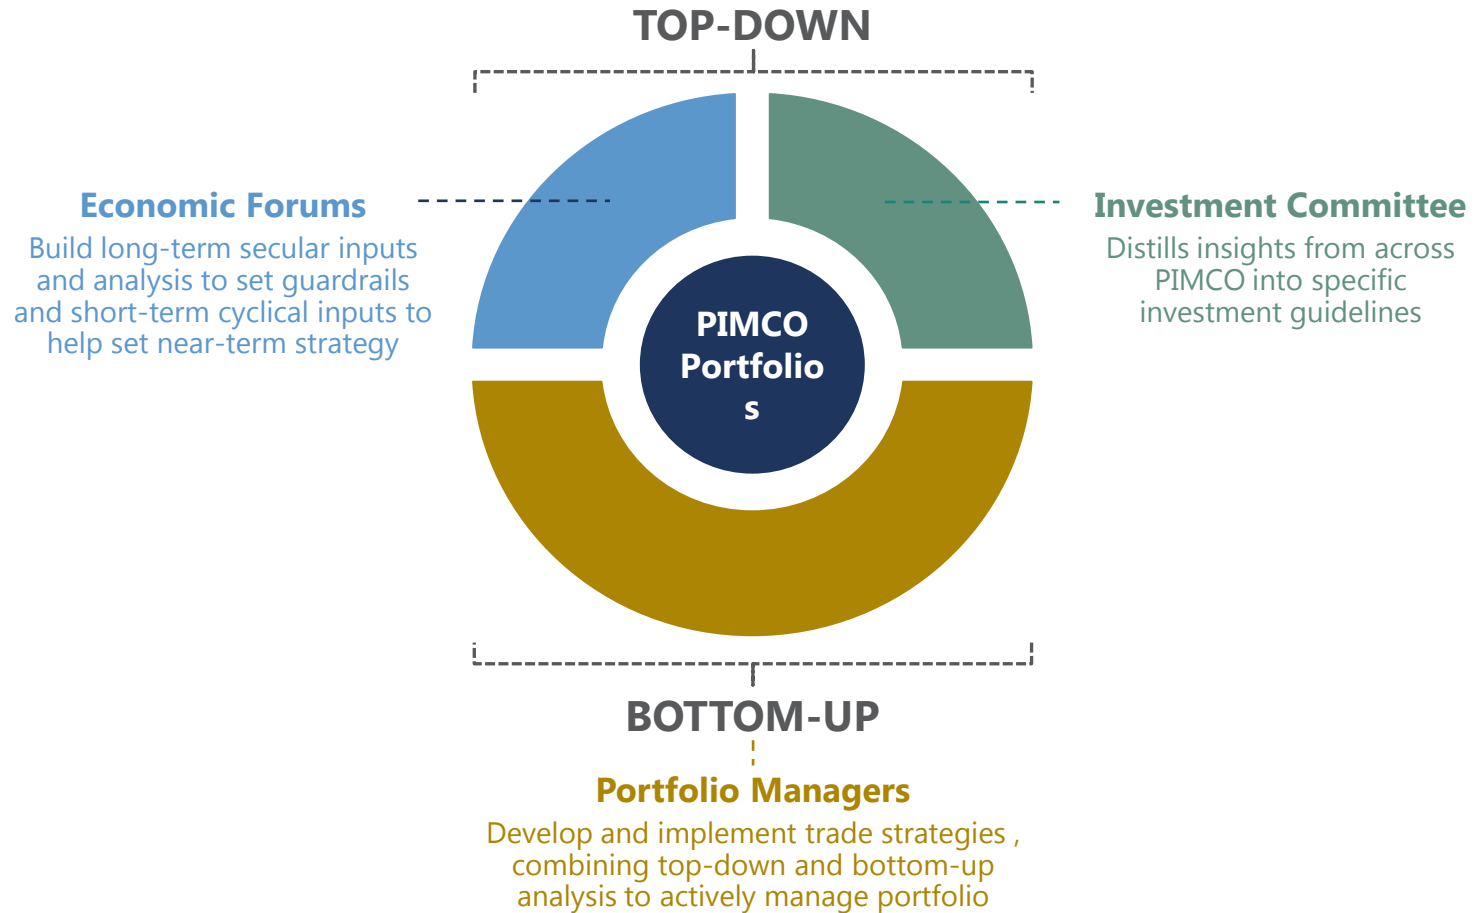 TOP-DOWN
Economic Forums
Build long-term secular inputs
and analysis to set guardrails
and short-term cyclical inputs to
help set near-term strategy
Investment Committee
Distills insights from across
PIMCO into specific
investment guidelines
PIMCO
Portfolio
s
BOTTOM-UP
Portfolio Managers
Develop and implement trade strategies ,
combining top-down and bottom-up
analysis to actively manage portfolio